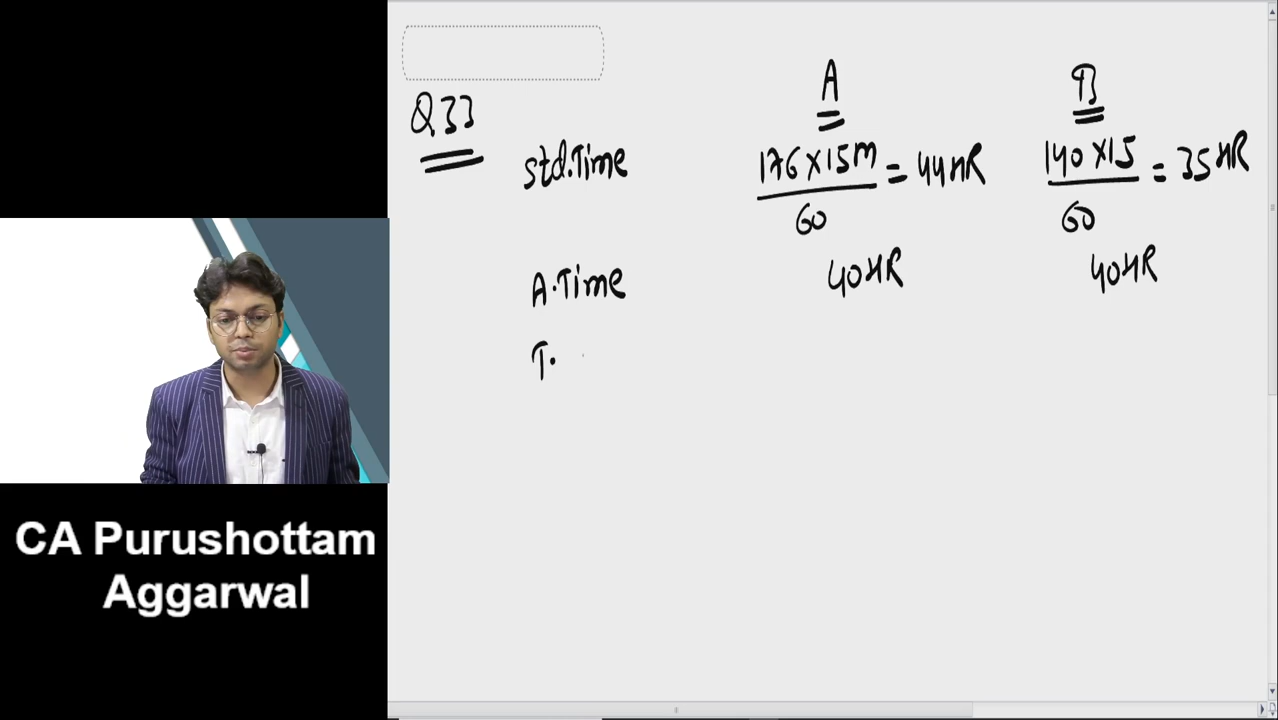 Q33
A B
std.Time 176 x 15m / 60 = 44HR 140 x 15 / 60 = 35HR
A.Time 40HR 40HR
T.
CA Purushottam
Aggarwal